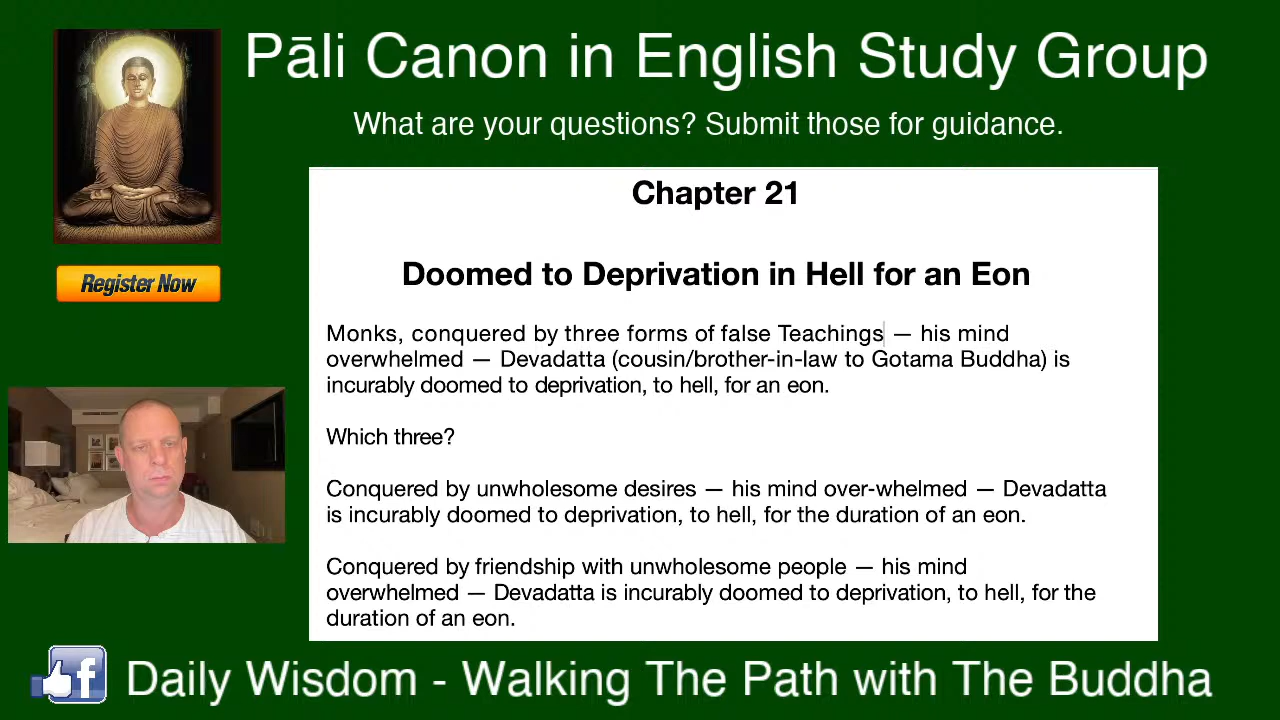 Pāli Canon in English Study Group
What are your questions? Submit those for guidance.
Register Now
Chapter 21
Doomed to Deprivation in Hell for an Eon
Monks, conquered by three forms of false Teachings — his mind
overwhelmed — Devadatta (cousin/brother-in-law to Gotama Buddha) is
incurably doomed to deprivation, to hell, for an eon.
Which three?
Conquered by unwholesome desires — his mind over-whelmed — Devadatta
is incurably doomed to deprivation, to hell, for the duration of an eon.
Conquered by friendship with unwholesome people — his mind
overwhelmed — Devadatta is incurably doomed to deprivation, to hell, for the
duration of an eon.
f
Daily Wisdom - Walking The Path with The Buddha